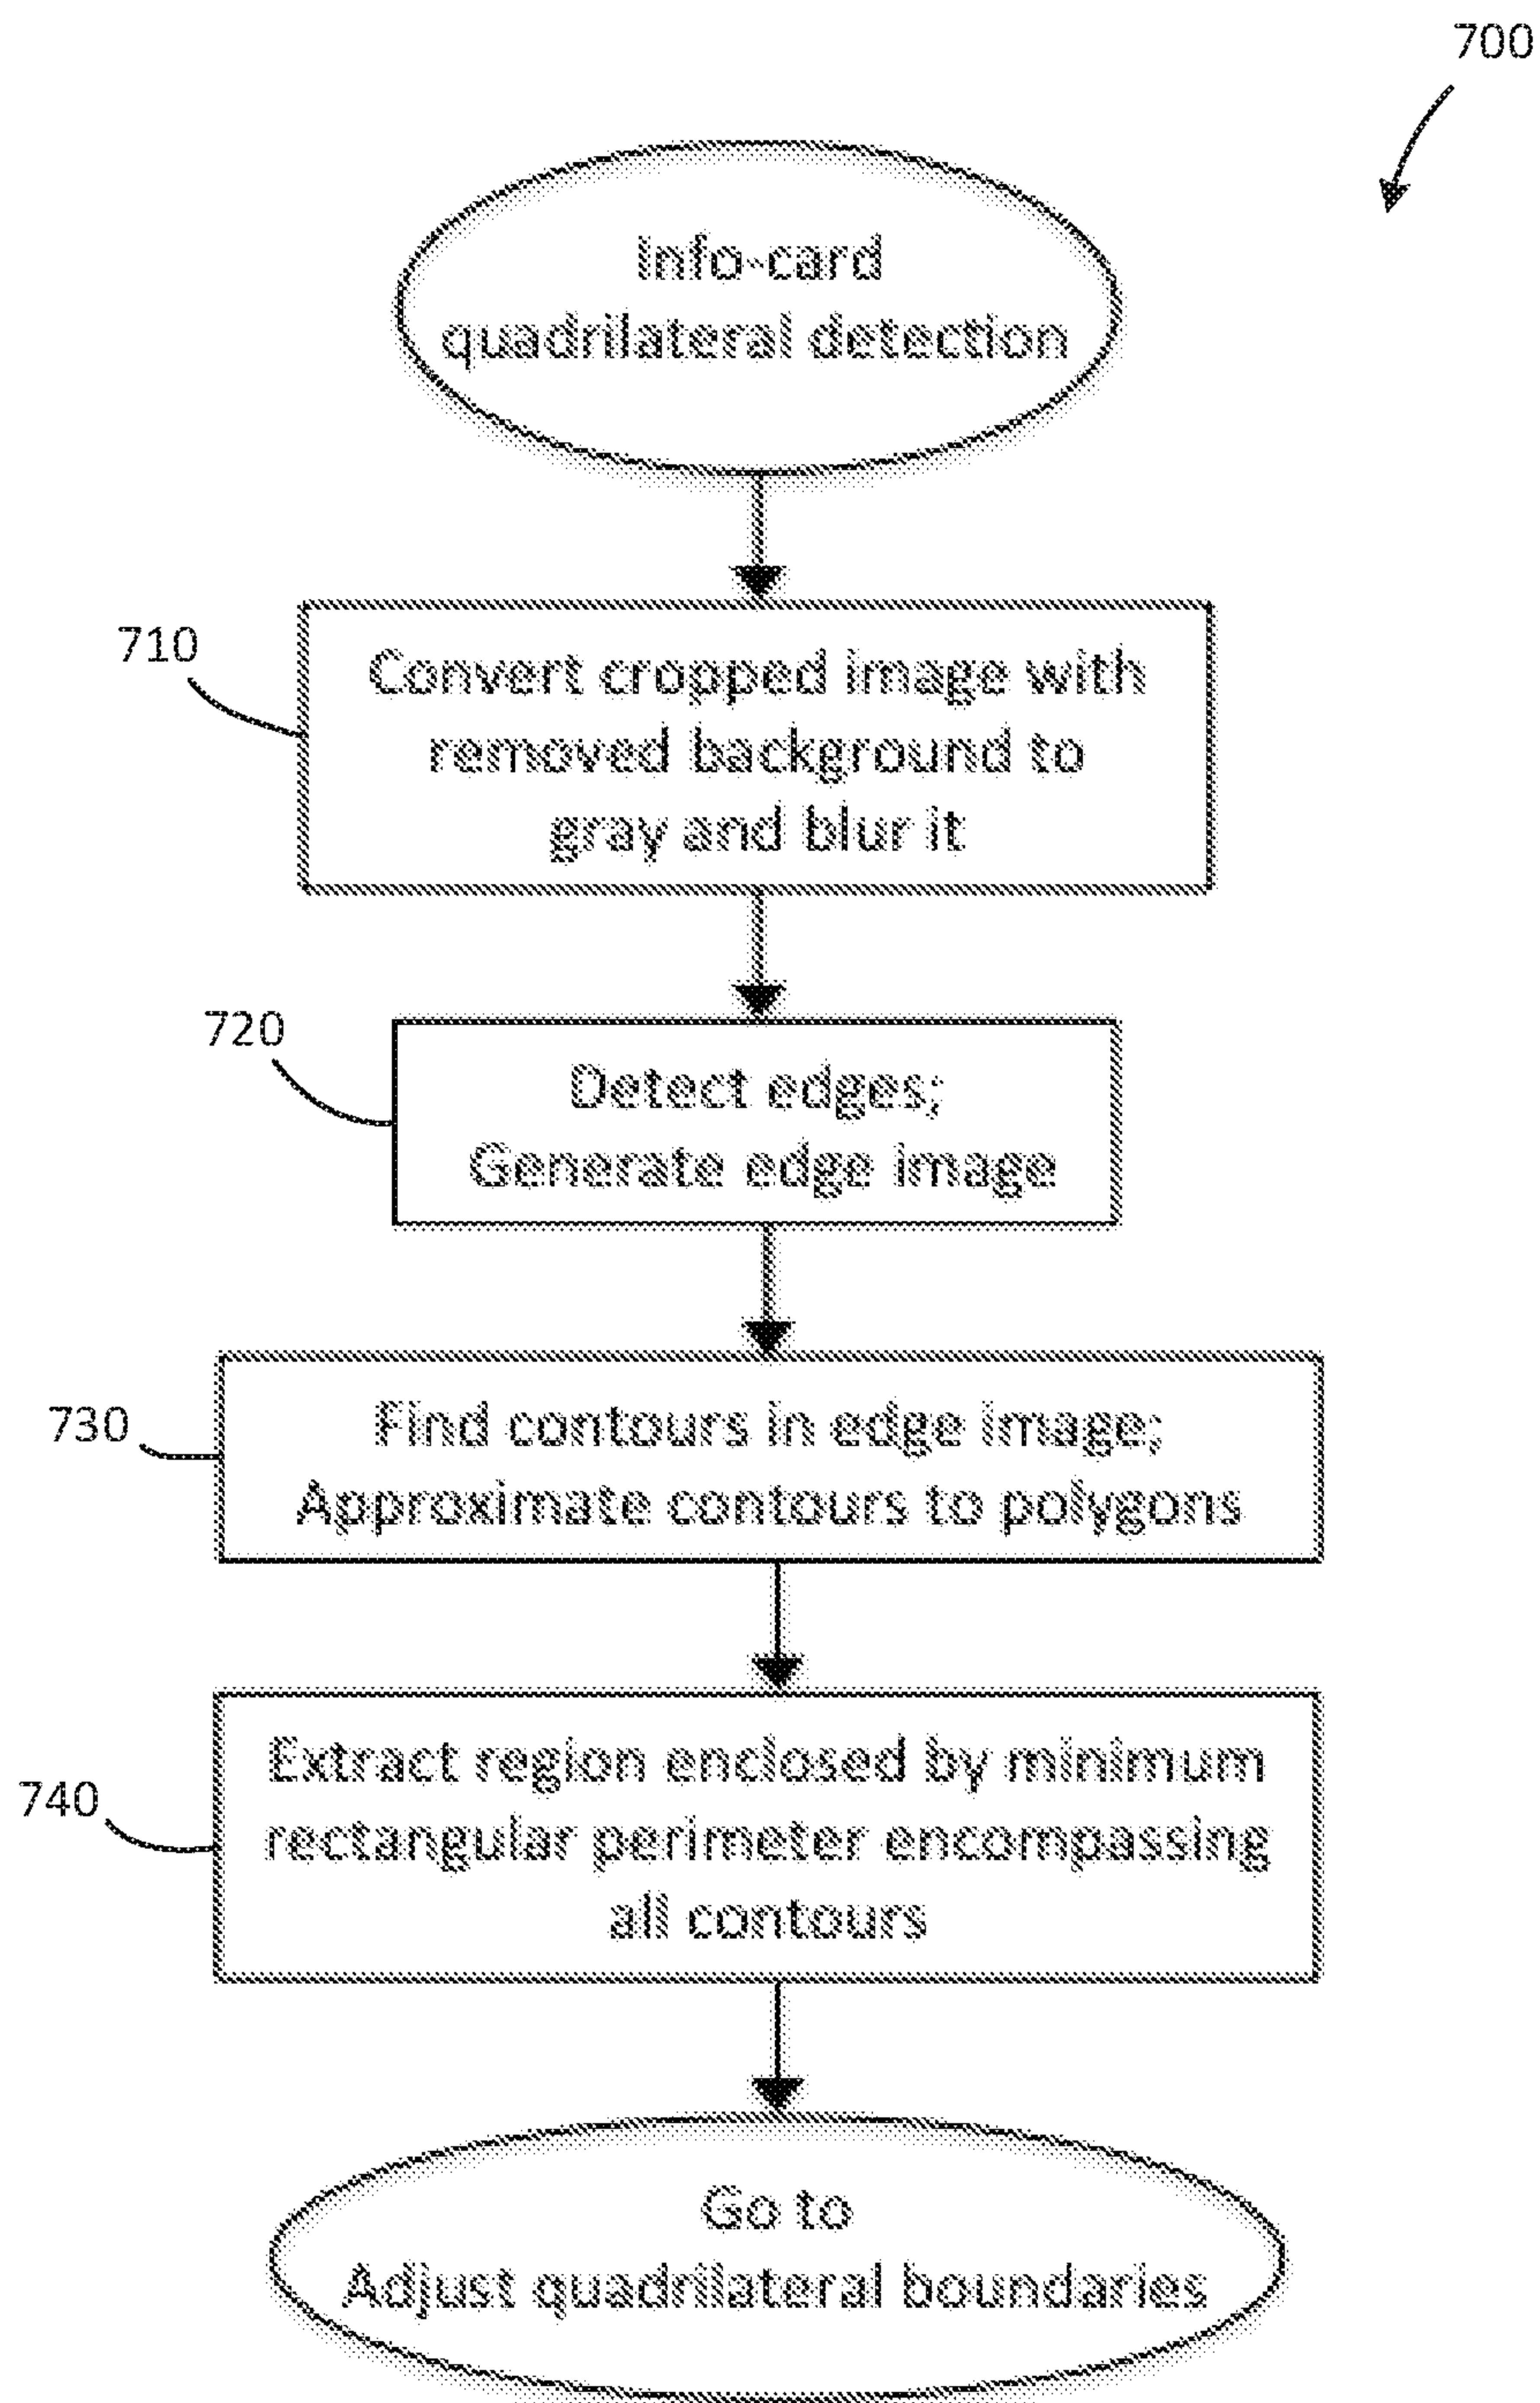 700
Info-card
quadrilateral detection
710
Convert cropped image with
removed background to
gray and blur it
720
Detect edges;
Generate edge image
730
Find contours in edge image;
Approximate contours to polygons
740
Extract region enclosed by minimum
rectangular perimeter encompassing
all contours
Go to
Adjust quadrilateral boundaries